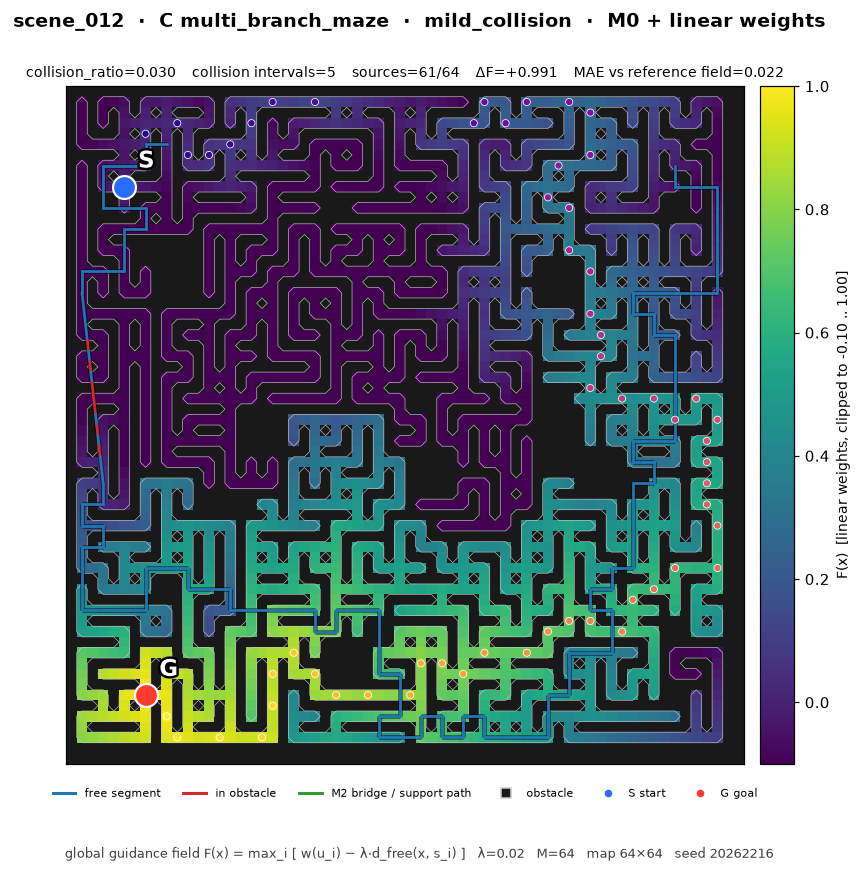 scene_012 · C multi_branch_maze · mild_collision · M0 + linear weights
collision_ratio=0.030 collision intervals=5 sources=61/64 ΔF=+0.991 MAE vs reference field=0.022
S
G
1.0
0.8
0.6
0.4
0.2
0.0
F(x) [linear weights, clipped to -0.10 .. 1.00]
free segment
in obstacle
M2 bridge / support path
obstacle
S start
G goal
global guidance field F(x) = max_i [ w(u_i) − λ·d_free(x, s_i) ] λ=0.02 M=64 map 64×64 seed 20262216